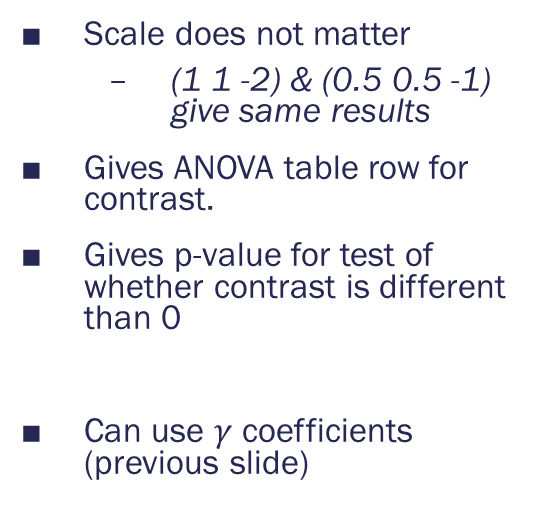 ■ Scale does not matter
– (1 1 -2) & (0.5 0.5 -1)
give same results
■ Gives ANOVA table row for
contrast.
■ Gives p-value for test of
whether contrast is different
than 0
■ Can use γ coefficients
(previous slide)